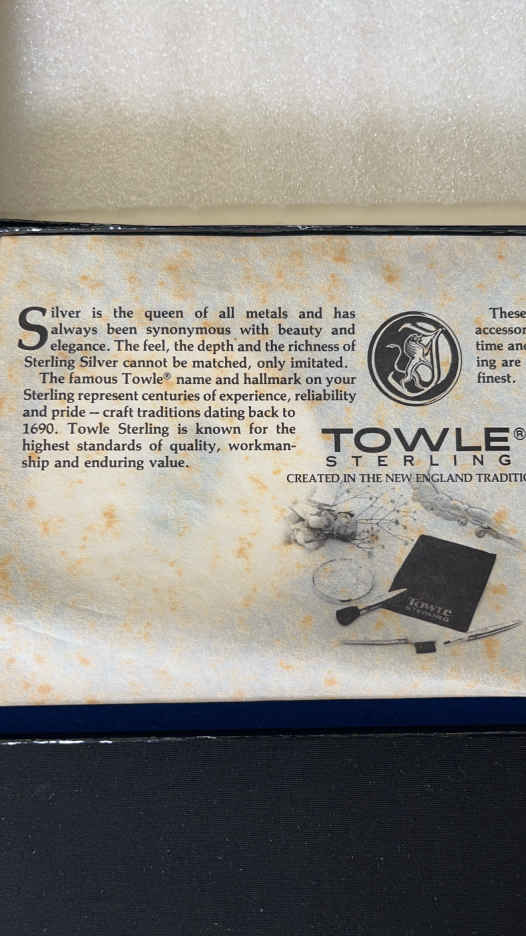 Silver is the queen of all metals and has
always been synonymous with beauty and
elegance. The feel, the depth and the richness of
Sterling Silver cannot be matched, only imitated.
The famous Towle® name and hallmark on your
Sterling represent centuries of experience, reliability
and pride -- craft traditions dating back to
1690. Towle Sterling is known for the
highest standards of quality, workman-
ship and enduring value.
These
time and
ing are
finest.
TOWLE®
STERLING
CREATED IN THE NEW ENGLAND
TOWLE
STERLING